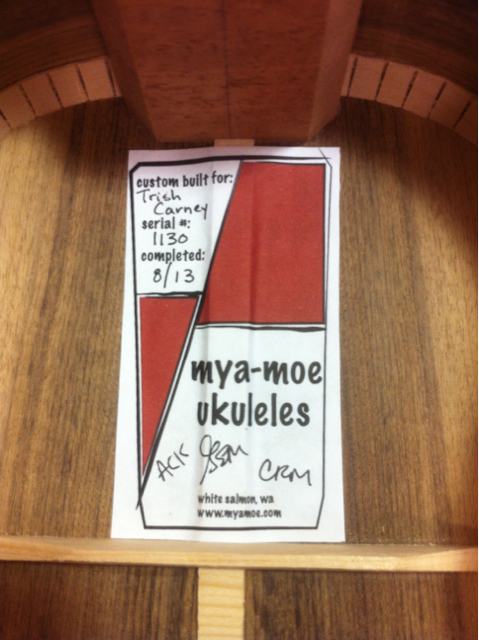 custom built for:
Trish
Carney
serial #:
1130
completed:
8/13
mya-moe
ukuleles
ACK
CRM
white salmon, wa
www.myamoe.com